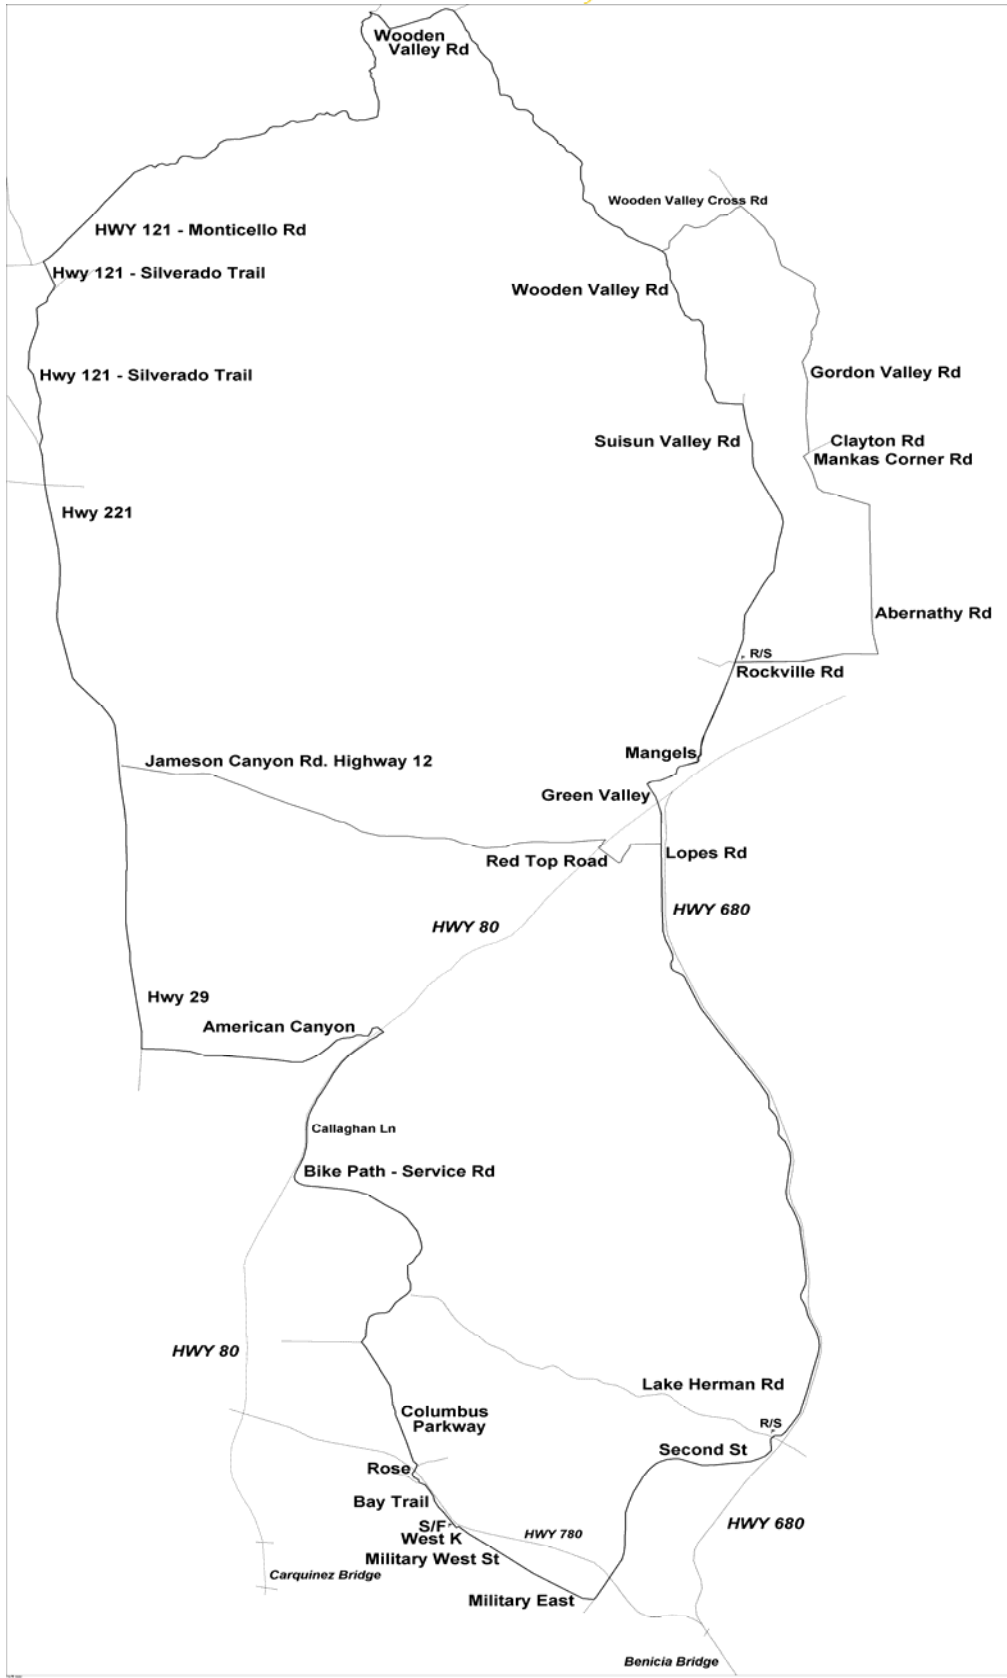 Wooden
Valley Rd
Wooden Valley Cross Rd
HWY 121 - Monticello Rd
Hwy 121 - Silverado Trail
Wooden Valley Rd
Gordon Valley Rd
Hwy 121 - Silverado Trail
Clayton Rd
Suisun Valley Rd
Mankas Corner Rd
Hwy 221
Abernathy Rd
R/S
Rockville Rd
Mangels
Jameson Canyon Rd. Highway 12
Green Valley
Lopes Rd
Red Top Road
HWY 680
HWY 80
Hwy 29
American Canyon
Callaghan Ln
Bike Path - Service Rd
HWY 80
Lake Herman Rd
Columbus
Parkway
R/S
Second St
Rose
Bay Trail
HWY 680
S/F
HWY 780
West K
Military West St
Carquinez Bridge
Military East
Benicia Bridge